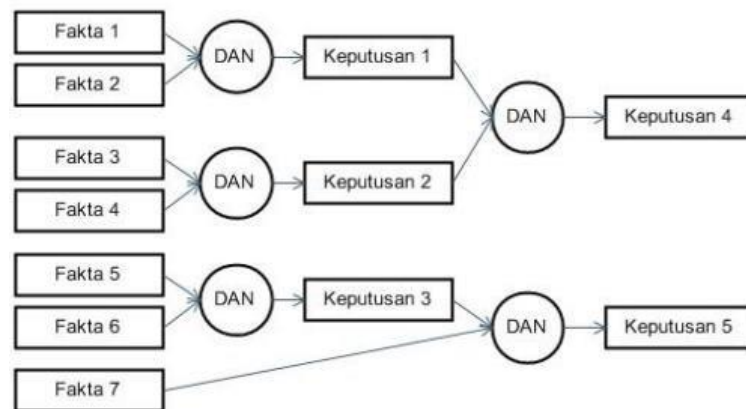 Fakta 1
Fakta 2
DAN
Keputusan 1
DAN
Keputusan 4
Fakta 3
Fakta 4
DAN
Keputusan 2
Fakta 5
Fakta 6
DAN
Keputusan 3
Fakta 7
DAN
Keputusan 5